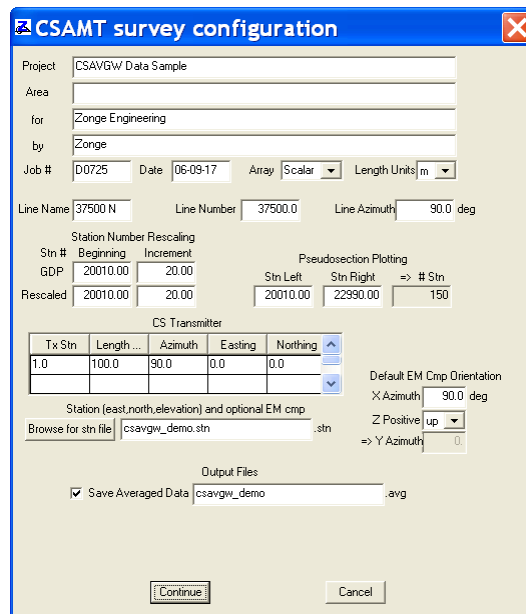 CSAMT survey configuration
Project CSAVGW Data Sample
Area
for Zonge Engineering
by Zonge
Job # D0725 Date 06-09-17 Array Scalar Length Units m
Line Name 37500 N Line Number 37500.0 Line Azimuth 90.0 deg
Station Number Rescaling
Stn # Beginning Increment
GDP 20010.00 20.00
Rescaled 20010.00 20.00
Pseudosection Plotting
Stn Left Stn Right => # Stn
20010.00 22990.00 150
CS Transmitter
Tx Stn Length ... Azimuth Easting Northing
1.0 100.0 90.0 0.0 0.0
Default EM Cmp Orientation
X Azimuth 90.0 deg
Z Positive up
=> Y Azimuth 0.
Station (east,north,elevation) and optional EM cmp
Browse for stn file csavgw_demo.stn .stn
Output Files
Save Averaged Data csavgw_demo .avg
Continue Cancel